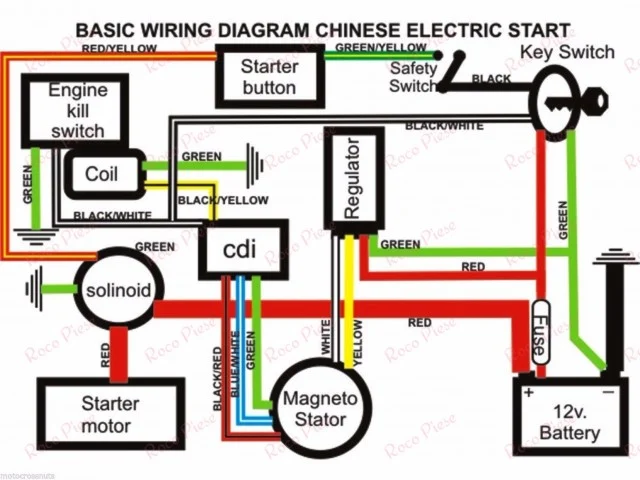 BASIC WIRING DIAGRAM CHINESE ELECTRIC START
RED/YELLOW
GREEN/YELLOW
Key Switch
Starter
button
Safety
Switch
BLACK
Engine
kill
switch
BLACK/WHITE
Regulator
Coil
GREEN
GREEN
BLACK/YELLOW
BLACK/WHITE
GREEN
GREEN
cdi
GREEN
RED
solinoid
RED
Fuse
RED
BLACK/RED
BLUE/WHITE
GREEN
WHITE
YELLOW
Starter
motor
Magneto
Stator
+
-
12v.
Battery
motocrossnuts
Roco Piese